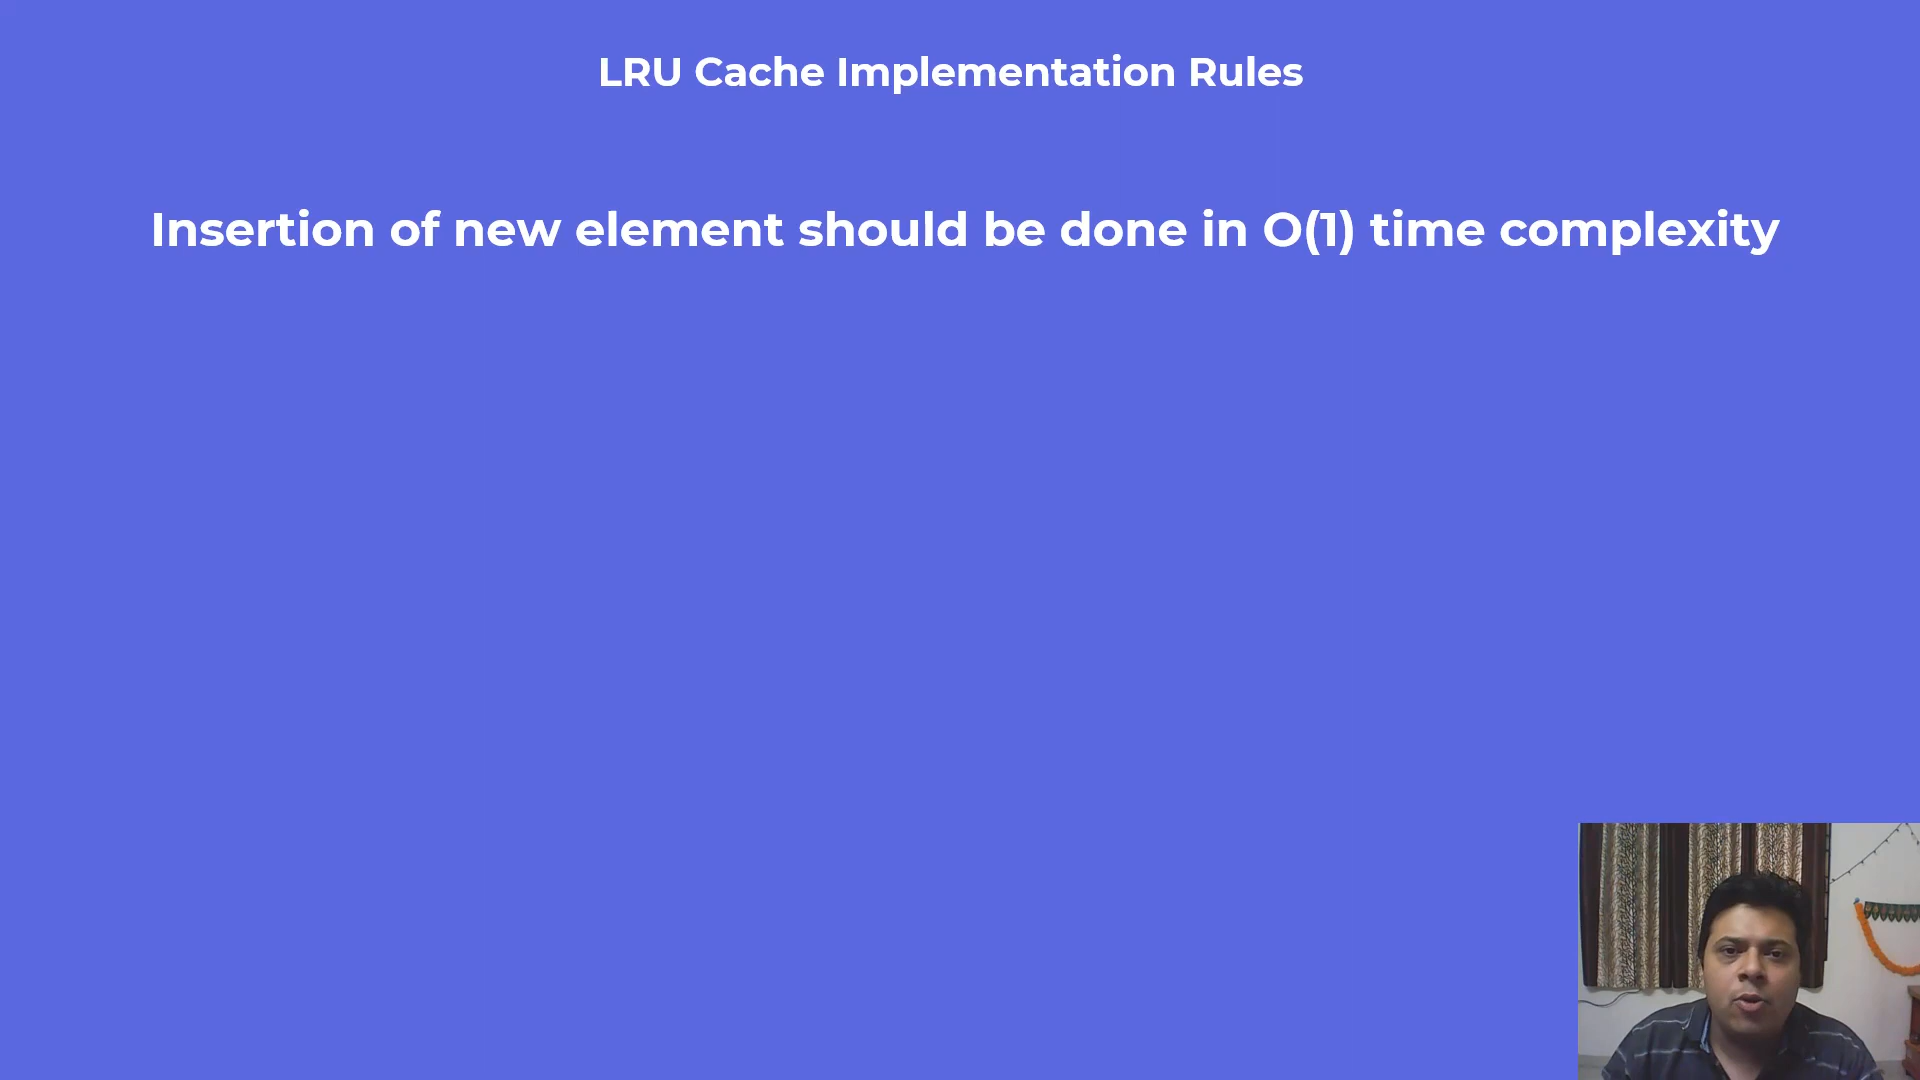 LRU Cache Implementation Rules
Insertion of new element should be done in O(1) time complexity